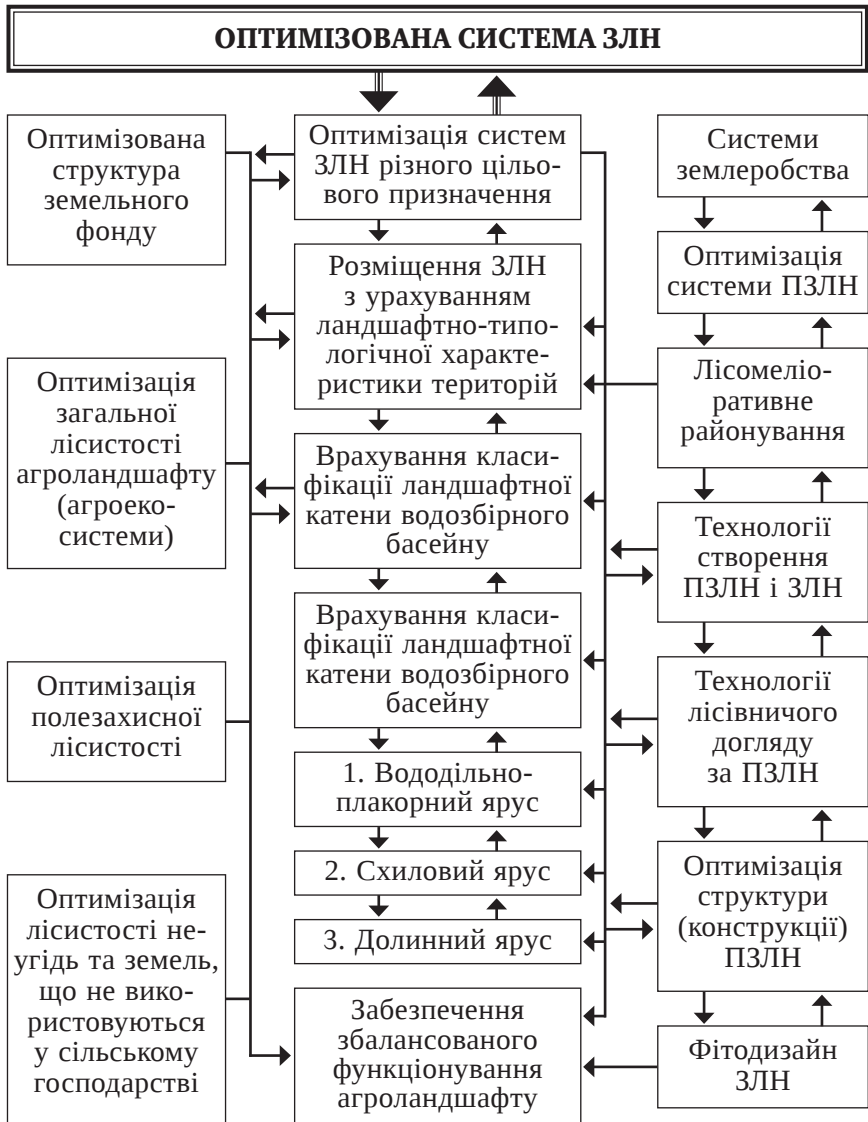 ОПТИМІЗОВАНА СИСТЕМА ЗЛН
Оптимізована
структура
земельного
фонду
Оптимізація
загальної
лісистості
агроландшафту
(агроеко-
системи)
Оптимізація
полезахисної
лісистості
Оптимізація
лісистості не-
угідь та земель,
що не вико-
ристовуються
у сільському
господарстві
Оптимізація систем
ЗЛН різного цільо-
вого призначення
Розміщення ЗЛН
з урахуванням
ландшафтно-типо-
логічної характе-
ристики територій
Врахування класи-
фікації ландшафтної
катени водозбірного
басейну
Врахування класи-
фікації ландшафтної
катени водозбірного
басейну
1. Вододільно-
плакорний ярус
2. Схиловий ярус
3. Долинний ярус
Забезпечення
збалансованого
функціонування
агроландшафту
Системи
землеробства
Оптимізація
системи ПЗЛН
Лісомеліо-
ративне
районування
Технології
створення
ПЗЛН і ЗЛН
Технології
лісівничого
догляду
за ПЗЛН
Оптимізація
структури
(конструкції)
ПЗЛН
Фітодизайн
ЗЛН